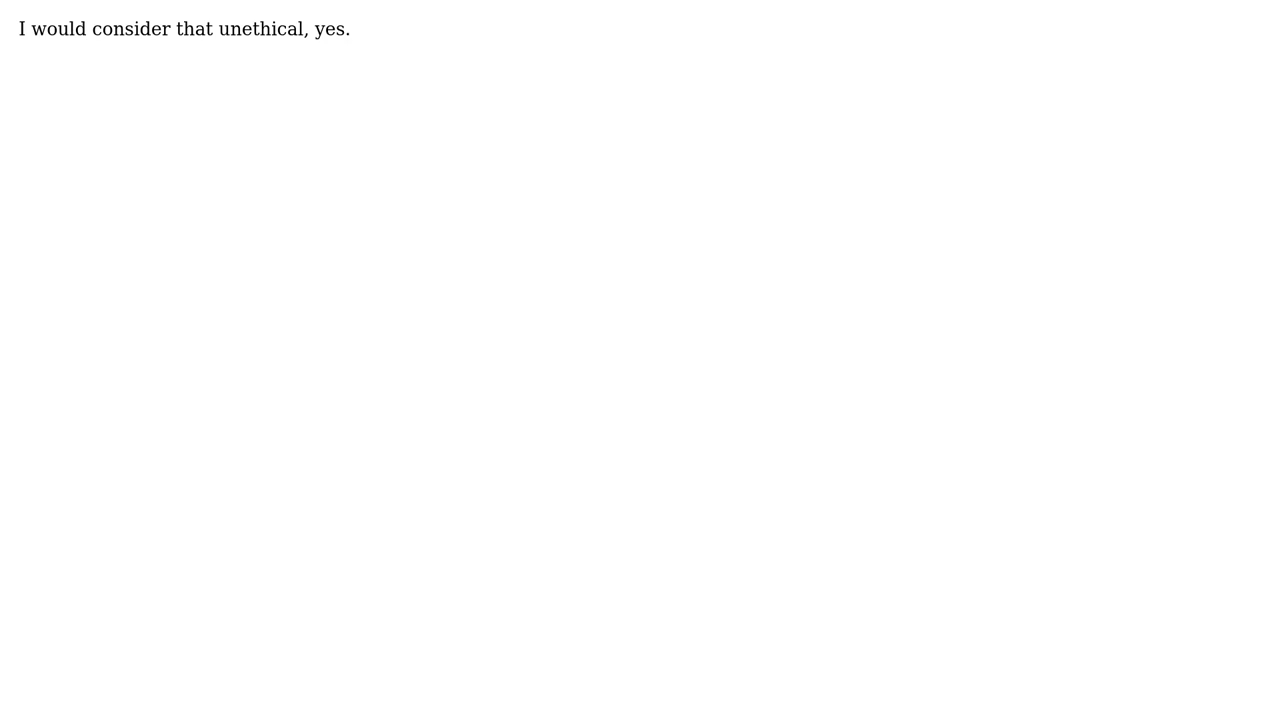 I would consider that unethical, yes.